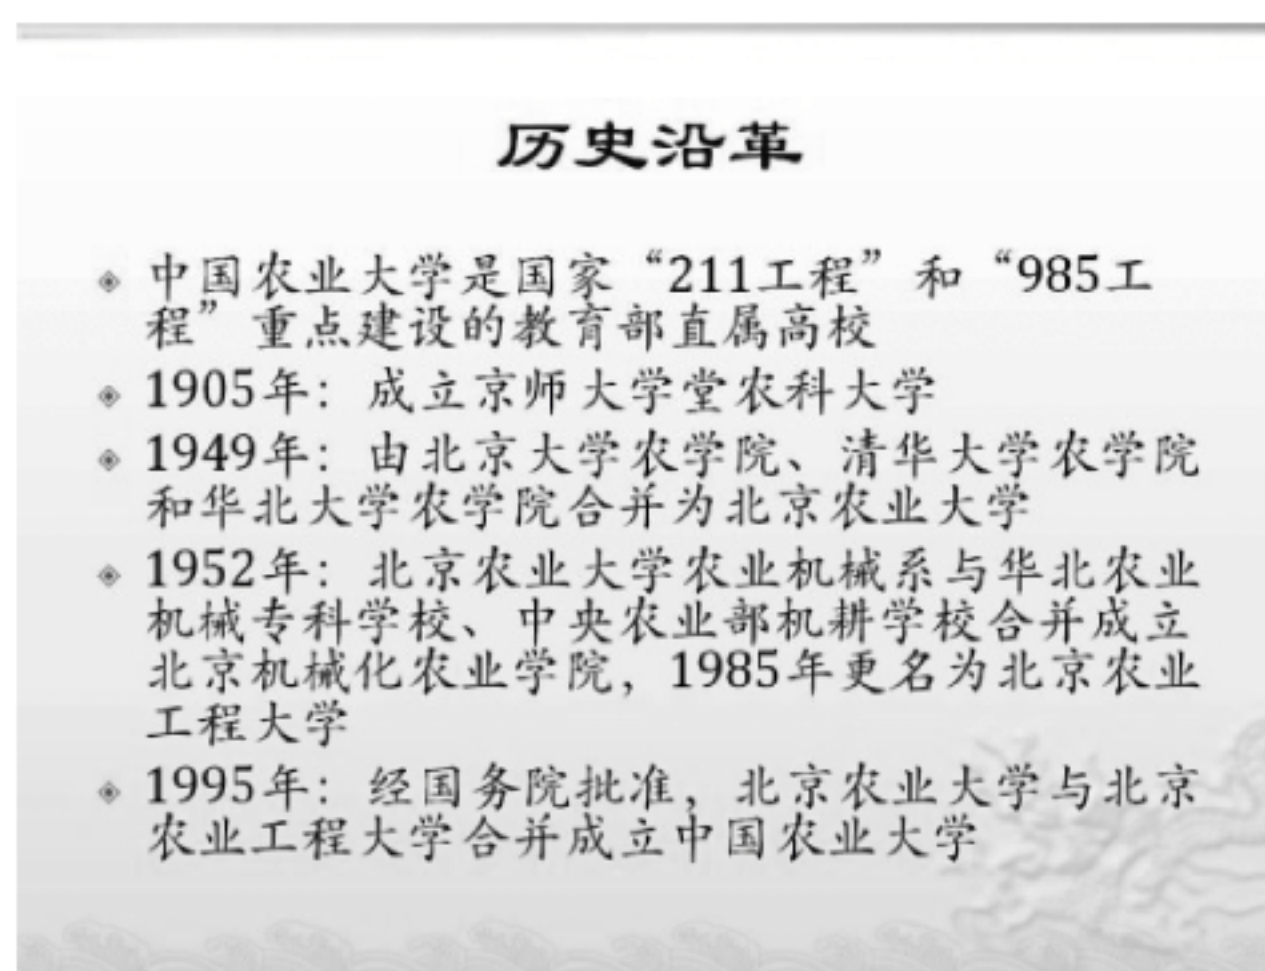 历史沿革
中国农业大学是国家“211工程”和“985工
程”重点建设的教育部直属高校
1905年：成立京师大学堂农科大学
1949年：由北京大学农学院、清华大学农学院
和华北大学农学院合并为北京农业大学
1952年：北京农业大学农业机械系与华北农业
机械专科学校、中央农业部机耕学校合并成立
北京机械化农业学院，1985年更名为北京农业
工程大学
1995年：经国务院批准，北京农业大学与北京
农业工程大学合并成立中国农业大学